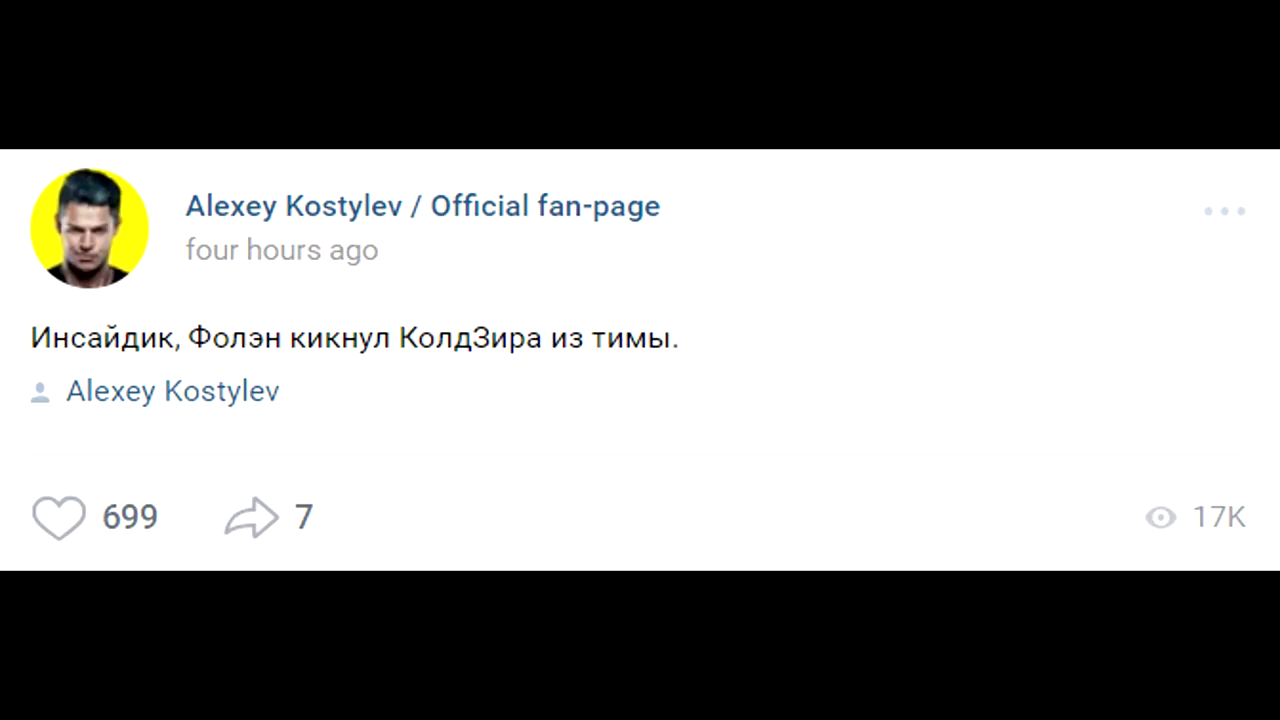 Alexey Kostylev / Official fan-page
four hours ago
Инсайдик, Фолэн кикнул КолдЗира из тимы.
Alexey Kostylev
699 7 17K